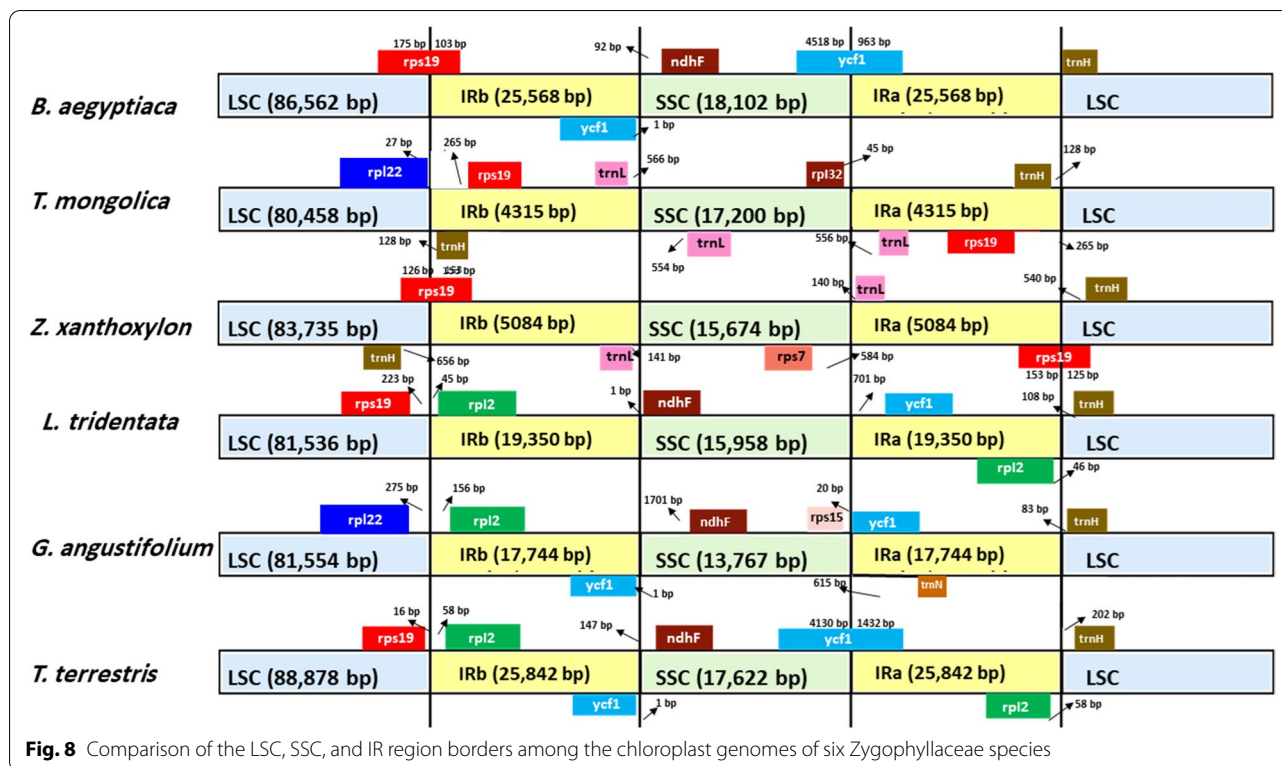 175 bp 103 bp 92 bp 4518 bp 963 bp
rps19 ndhF ycf1 trnH
B. aegyptiaca LSC (86,562 bp) IRb (25,568 bp) SSC (18,102 bp) IRa (25,568 bp) LSC
ycf1 1 bp
27 bp 265 bp 566 bp 45 bp 128 bp
rpl22 rps19 trnL rpl32 trnH
T. mongolica LSC (80,458 bp) IRb (4315 bp) SSC (17,200 bp) IRa (4315 bp) LSC
128 bp trnH 554 bp trnL 556 bp trnL rps19 265 bp
126 bp 153 bp 140 bp 540 bp
rps19 trnL trnH
Z. xanthoxylon LSC (83,735 bp) IRb (5084 bp) SSC (15,674 bp) IRa (5084 bp) LSC
trnH 656 bp trnL 141 bp rps7 584 bp rps19
153 bp 125 bp
223 bp 45 bp 1 bp 701 bp 108 bp
rps19 rpl2 ndhF ycf1 trnH
L. tridentata LSC (81,536 bp) IRb (19,350 bp) SSC (15,958 bp) IRa (19,350 bp) LSC
rpl2 46 bp
275 bp 156 bp 1701 bp 20 bp 83 bp
rpl22 rpl2 ndhF rps15 ycf1 trnH
G. angustifolium LSC (81,554 bp) IRb (17,744 bp) SSC (13,767 bp) IRa (17,744 bp) LSC
ycf1 1 bp 615 bp trnN
16 bp 58 bp 147 bp 4130 bp 1432 bp 202 bp
rps19 rpl2 ndhF ycf1 trnH
T. terrestris LSC (88,878 bp) IRb (25,842 bp) SSC (17,622 bp) IRa (25,842 bp) LSC
ycf1 1 bp rpl2 58 bp
Fig. 8 Comparison of the LSC, SSC, and IR region borders among the chloroplast genomes of six Zygophyllaceae species